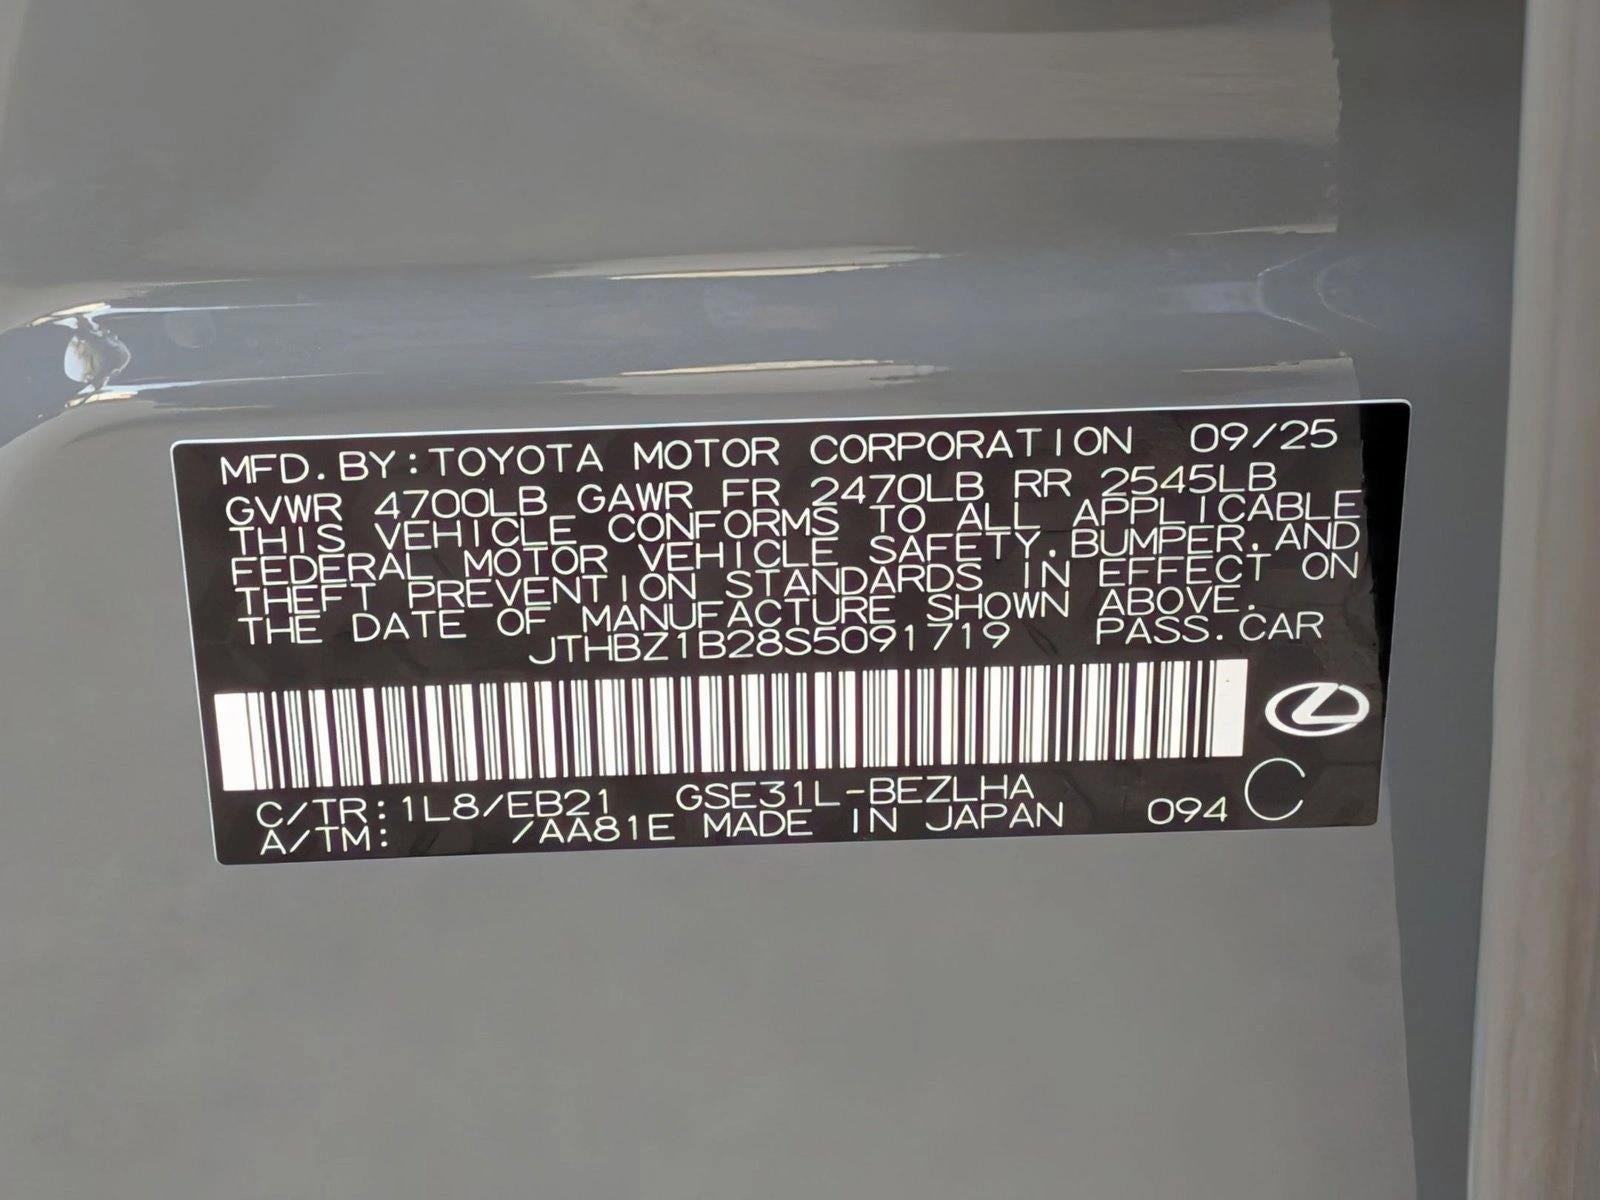 MFD.BY:TOYOTA MOTOR CORPORATION 09/25
GVWR 4700LB GAWR FR 2470LB RR 2545LB
THIS VEHICLE CONFORMS TO ALL APPLICABLE
FEDERAL MOTOR VEHICLE SAFETY.BUMPER.AND
THEFT PREVENTION STANDARDS IN EFFECT ON
THE DATE OF MANUFACTURE SHOWN ABOVE.
JTHBZ1B28S5091719 PASS.CAR
C/TR:1L8/EB21 GSE31L-BEZLHA
A/TM: /AA81E MADE IN JAPAN 094 C